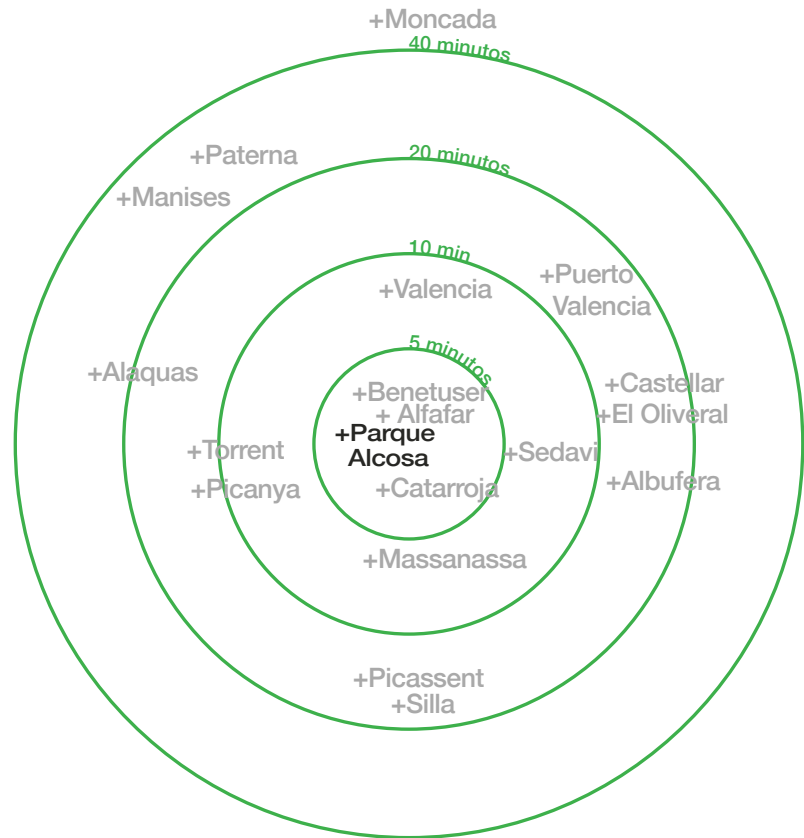 +Moncada
40 minutos
+Paterna
20 minutos
+Manises
10 min
+Puerto
Valencia
+Valencia
5 minutos
+Alaquas
+Castellar
+Benetuser
+El Oliveral
+ Alfafar
+Parque
Alcosa
+Torrent
+Sedavi
+Albufera
+Picanya
+Catarroja
+Massanassa
+Picassent
+Silla